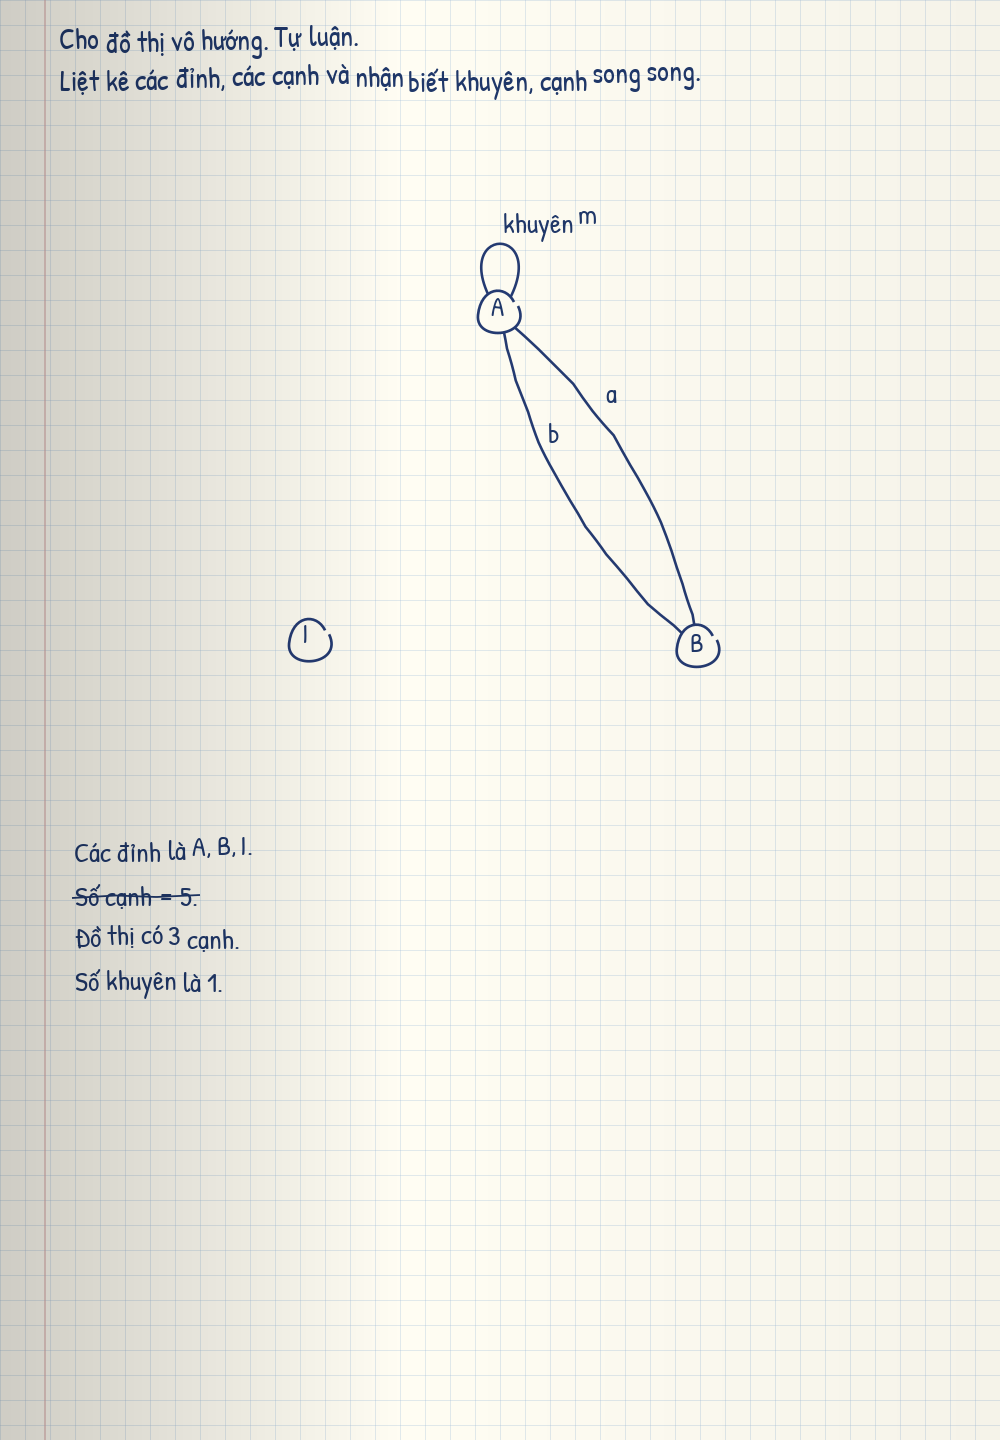 Cho đồ thị vô hướng. Tự luận.
Liệt kê các đỉnh, các cạnh và nhận biết khuyên, cạnh song song.
khuyên m
A
a
b
I
B
Các đỉnh là A, B, I.
Số cạnh = 5.
Đồ thị có 3 cạnh.
Số khuyên là 1.